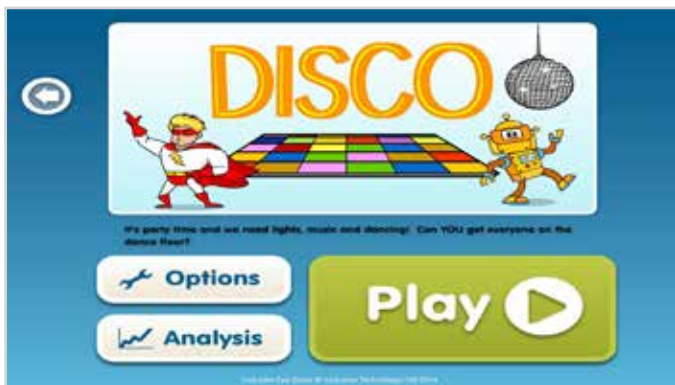 DISCO
It's party time and we need lights, music and dancing! Can YOU get everyone on the
dance floor?
Options
Play
Analysis